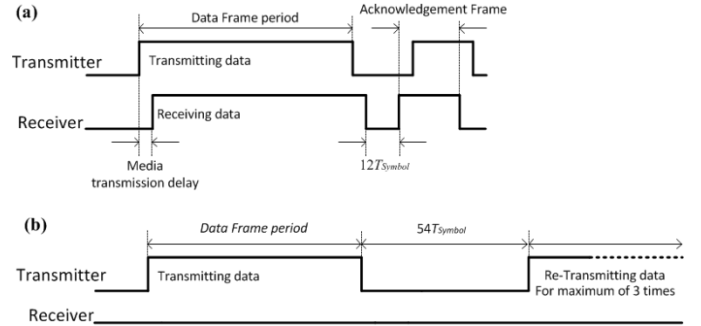 (a)
Data Frame period
Acknowledgement Frame
Transmitter
Transmitting data
Receiver
Receiving data
Media
transmission delay
12TSymbol
(b)
Data Frame period
54TSymbol
Transmitter
Transmitting data
Re-Transmitting data
For maximum of 3 times
Receiver